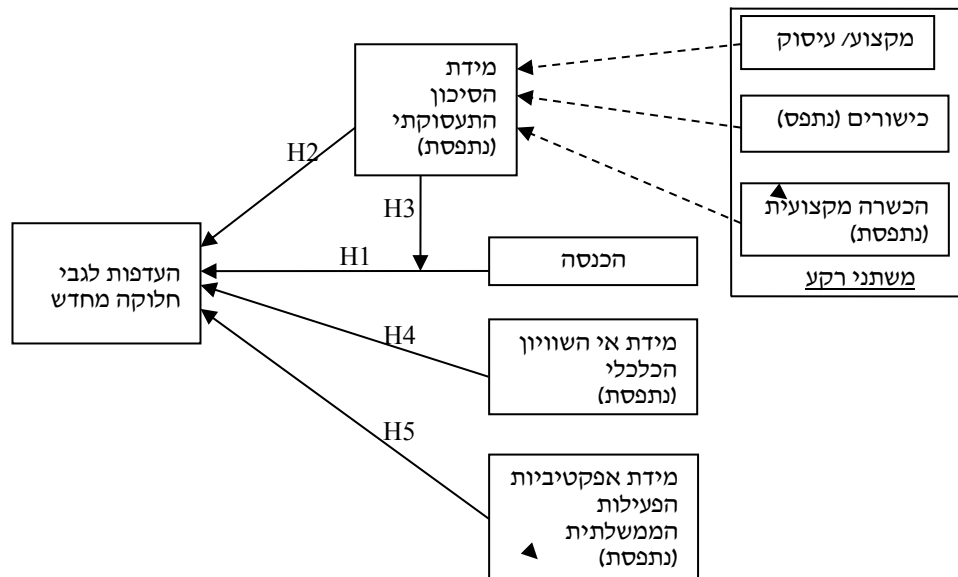 מקצוע/ עיסוק
כישורים (נתפס)
הכשרה מקצועית
(נתפסת)
משתני רקע
מידת
הסיכון
התעסוקתי
(נתפסת)
H2
H3
H1
הכנסה
העדפות לגבי
חלוקה מחדש
H4
מידת אי השוויון
הכלכלי
(נתפסת)
H5
מידת אפקטיביות
הפעילות
הממשלתית
(נתפסת)